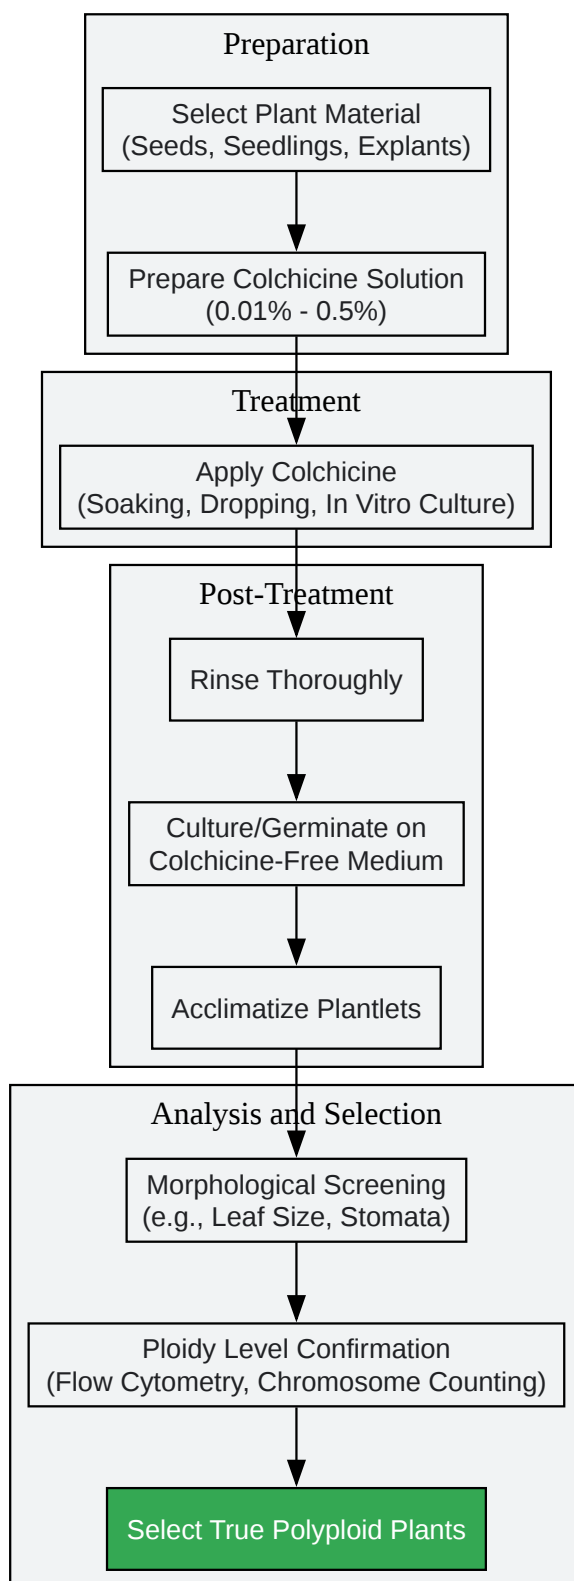 Preparation
Select Plant Material
(Seeds, Seedlings, Explants)
Prepare Colchicine Solution
(0.01% - 0.5%)
Treatment
Apply Colchicine
(Soaking, Dropping, In Vitro Culture)
Post-Treatment
Rinse Thoroughly
Culture/Germinate on
Colchicine-Free Medium
Acclimatize Plantlets
Analysis and Selection
Morphological Screening
(e.g., Leaf Size, Stomata)
Ploidy Level Confirmation
(Flow Cytometry, Chromosome Counting)
Select True Polyploid Plants